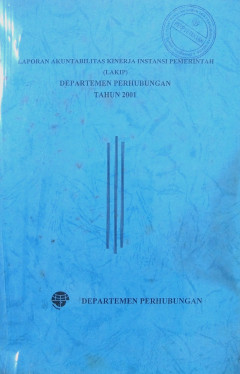 LAPORAN AKUNTABILITAS KINERJA INSTANSI PEMERINTAH
(LAKIP)
DEPARTEMEN PERHUBUNGAN
TAHUN 2001
DEPARTEMEN PERHUBUNGAN